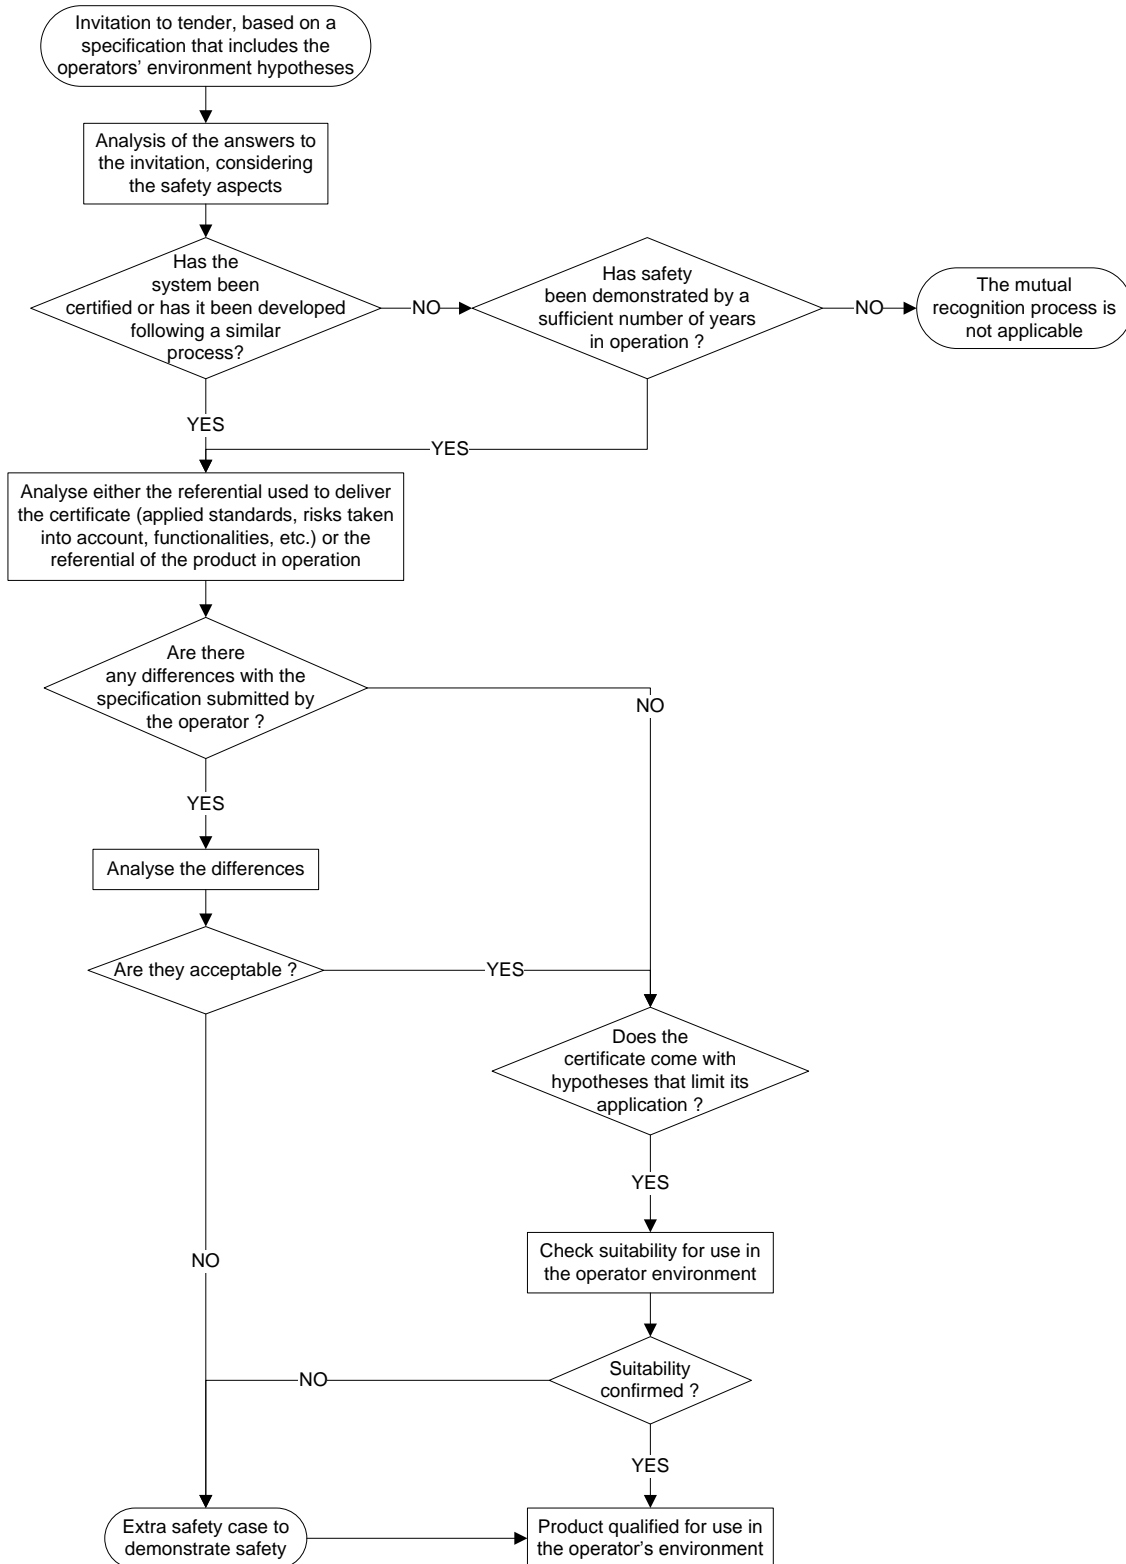 Invitation to tender, based on a
specification that includes the
operators’ environment hypotheses
Analysis of the answers to
the invitation, considering
the safety aspects
Has the
system been
certified or has it been developed
following a similar
process?
NO
Has safety
been demonstrated by a
sufficient number of years
in operation ?
NO
The mutual
recognition process is
not applicable
YES
YES
Analyse either the referential used to deliver
the certificate (applied standards, risks taken
into account, functionalities, etc.) or the
referential of the product in operation
Are there
any differences with the
specification submitted by
the operator ?
NO
YES
Analyse the differences
Are they acceptable ?
YES
Does the
certificate come with
hypotheses that limit its
application ?
YES
NO
Check suitability for use in
the operator environment
Suitability
confirmed ?
NO
YES
Extra safety case to
demonstrate safety
Product qualified for use in
the operator’s environment